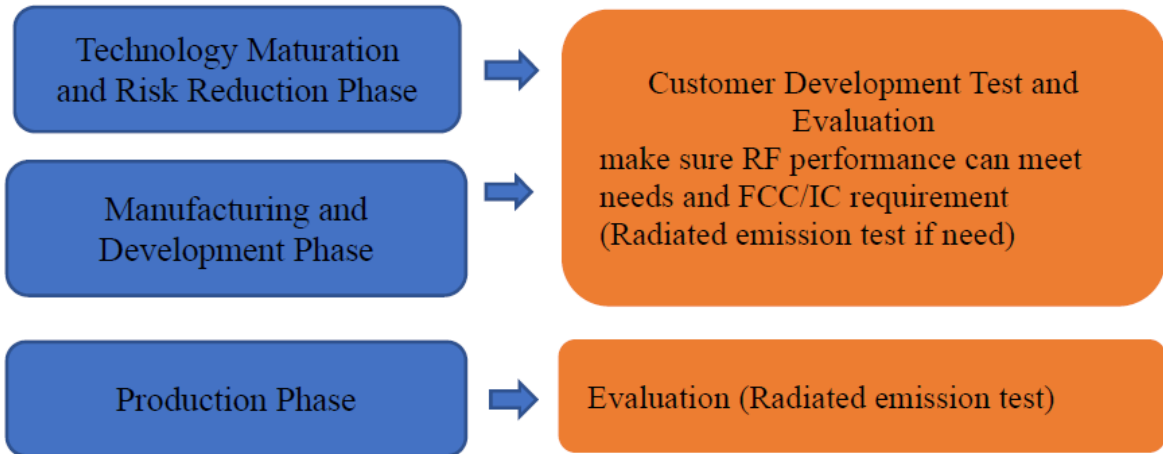 Technology Maturation
and Risk Reduction Phase
Customer Development Test and
Evaluation
make sure RF performance can meet
needs and FCC/IC requirement
(Radiated emission test if need)
Manufacturing and
Development Phase
Production Phase
Evaluation (Radiated emission test)